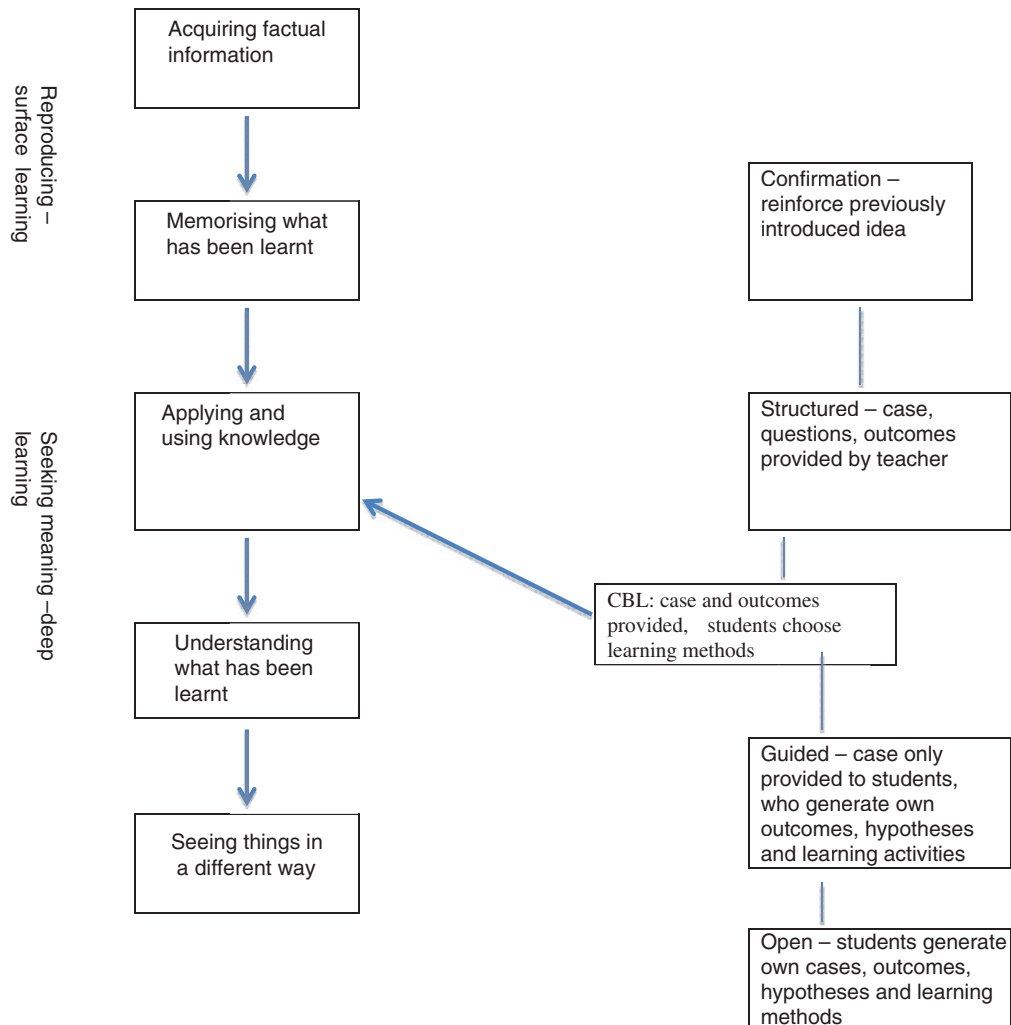 Reproducing –
surface learning
Seeking meaning –deep
learning
Acquiring factual
information
Memorising what
has been learnt
Applying and
using knowledge
Understanding
what has been
learnt
Seeing things in
a different way
Confirmation –
reinforce previously
introduced idea
Structured – case,
questions, outcomes
provided by teacher
CBL: case and outcomes
provided, students choose
learning methods
Guided – case only
provided to students,
who generate own
outcomes, hypotheses
and learning activities
Open – students generate
own cases, outcomes,
hypotheses and learning
methods